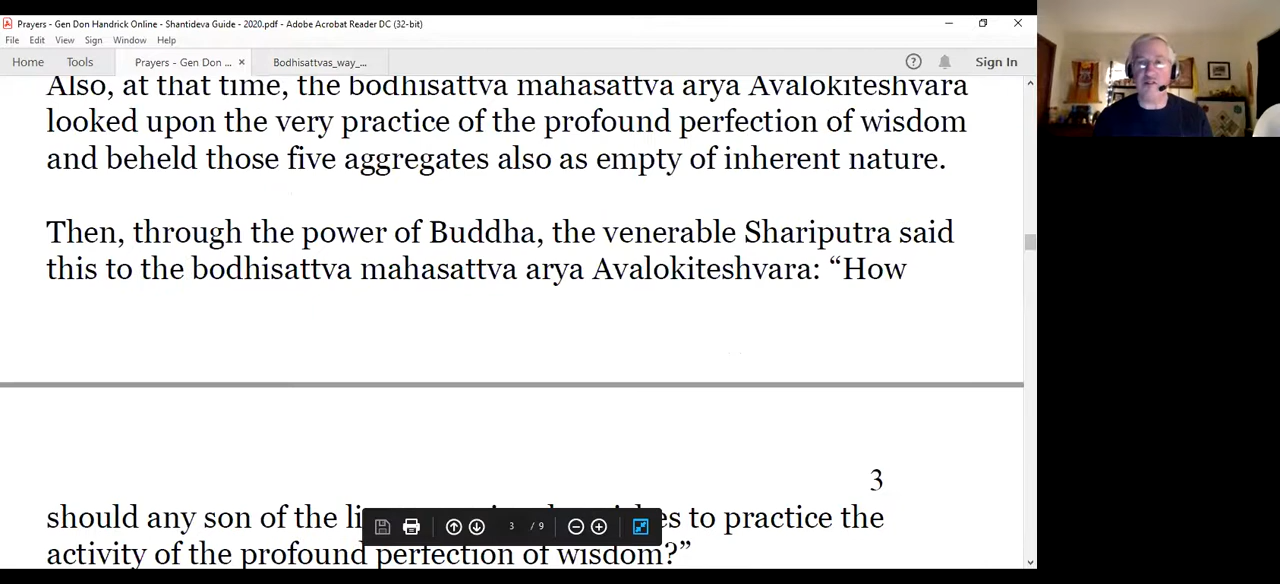 Prayers - Gen Don Handrick Online - Shantideva Guide - 2020.pdf - Adobe Acrobat Reader DC (32-bit)
File Edit View Sign Window Help
Home Tools Prayers - Gen Don ... × Bodhisattvas_way_... Sign In
Also, at that time, the bodhisattva mahasattva arya Avalokiteshvara
looked upon the very practice of the profound perfection of wisdom
and beheld those five aggregates also as empty of inherent nature.
Then, through the power of Buddha, the venerable Shariputra said
this to the bodhisattva mahasattva arya Avalokiteshvara: “How
3
should any son of the li es to practice the
3 / 9
activity of the profound perfection of wisdom?”